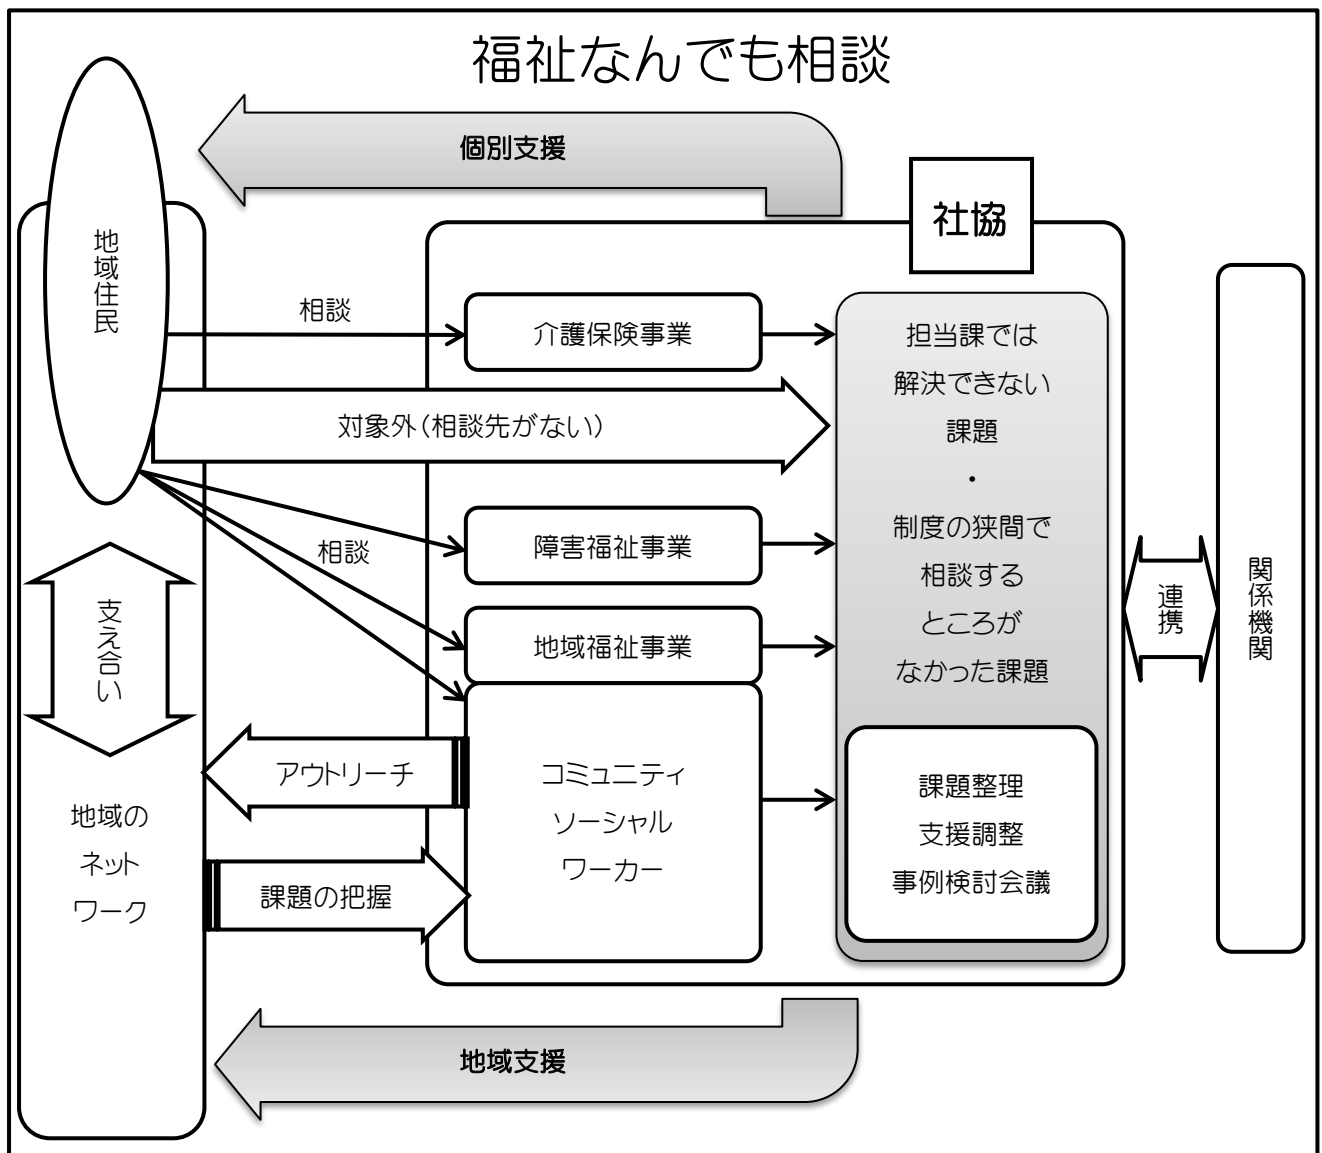 福祉なんでも相談
個別支援
社協
地域住民
相談
介護保険事業
対象外（相談先がない）
相談
障害福祉事業
地域福祉事業
コミュニティ
ソーシャル
ワーカー
アウトリーチ
課題の把握
支え合い
地域の
ネット
ワーク
担当課では
解決できない
課題
・
制度の狭間で
相談する
ところが
なかった課題
課題整理
支援調整
事例検討会議
連携
関係機関
地域支援